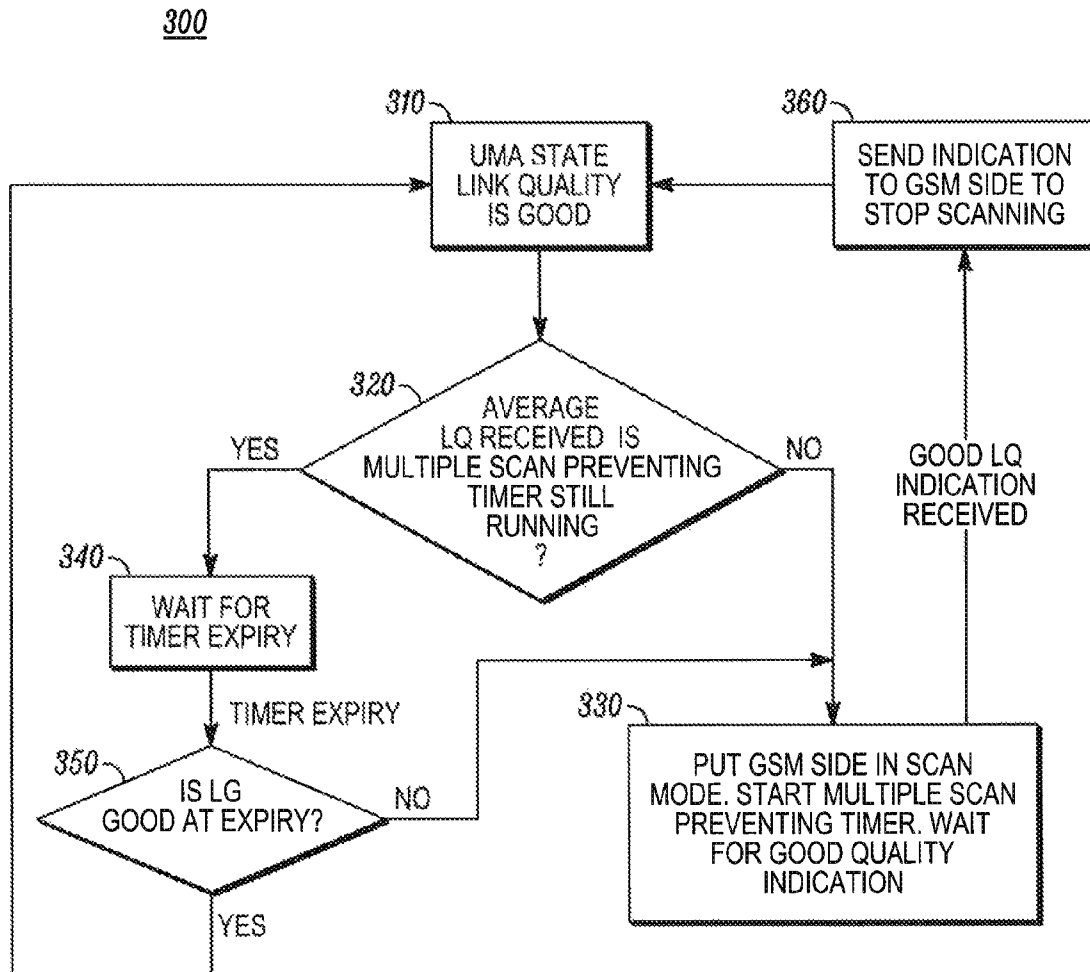 300
310
UMA STATE
LINK QUALITY
IS GOOD
360
SEND INDICATION
TO GSM SIDE TO
STOP SCANNING
320
AVERAGE
LQ RECEIVED IS
MULTIPLE SCAN PREVENTING
TIMER STILL
RUNNING
?
YES
NO
GOOD LQ
INDICATION
RECEIVED
340
WAIT FOR
TIMER EXPIRY
TIMER EXPIRY
350
IS LG
GOOD AT EXPIRY?
NO
YES
330
PUT GSM SIDE IN SCAN
MODE. START MULTIPLE SCAN
PREVENTING TIMER. WAIT
FOR GOOD QUALITY
INDICATION